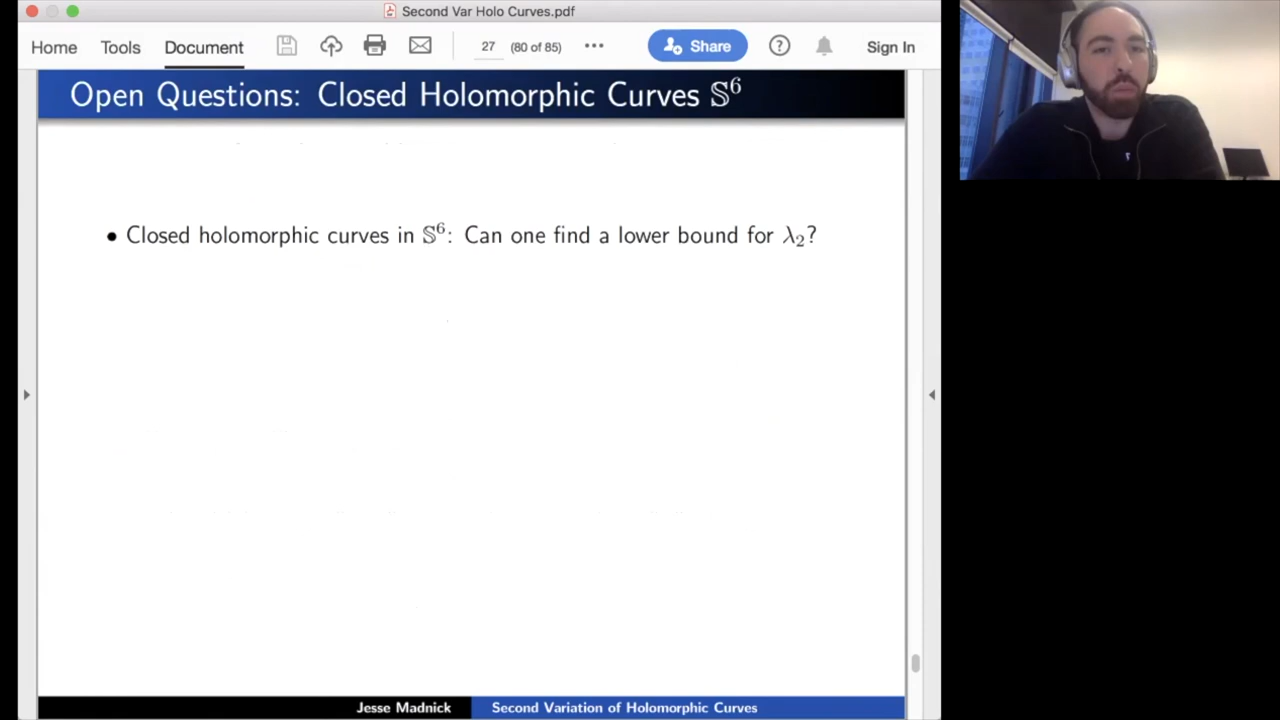 Second Var Holo Curves.pdf
Home Tools Document 27 (80 of 85) ••• Share ? Sign In
Open Questions: Closed Holomorphic Curves 𝕊⁶
• Closed holomorphic curves in 𝕊⁶: Can one find a lower bound for λ₂?
Jesse Madnick Second Variation of Holomorphic Curves